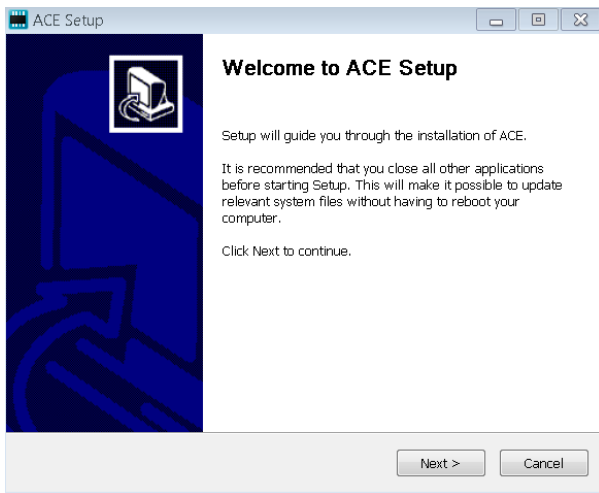 ACE Setup
Welcome to ACE Setup
Setup will guide you through the installation of ACE.
It is recommended that you close all other applications
before starting Setup. This will make it possible to update
relevant system files without having to reboot your
computer.
Click Next to continue.
Next >
Cancel